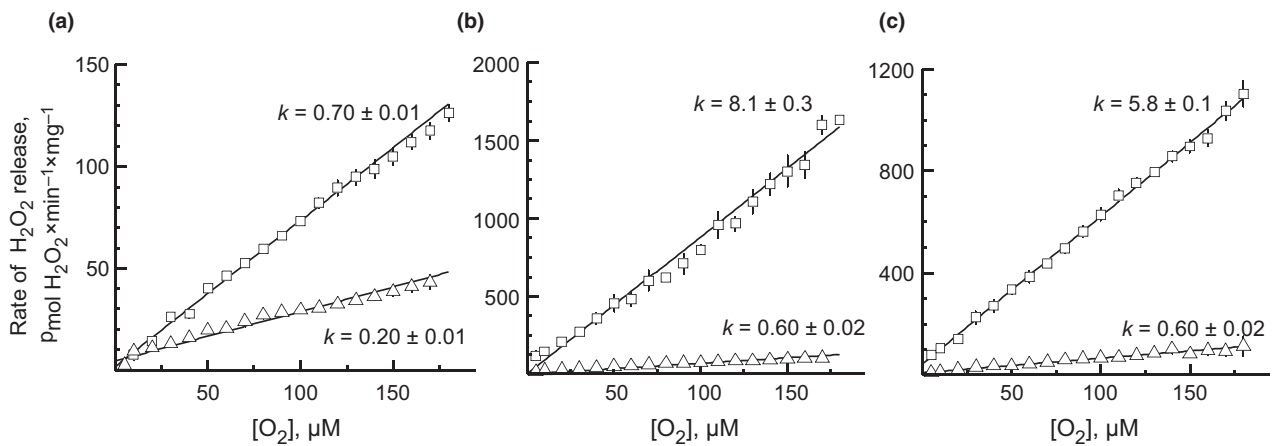 (a)
Rate of H₂O₂ release,
pmol H₂O₂×min⁻¹×mg⁻¹
150
100
50
k = 0.70 ± 0.01
k = 0.20 ± 0.01
50
100
150
[O₂], µM
(b)
2000
1500
1000
500
k = 8.1 ± 0.3
k = 0.60 ± 0.02
50
100
150
[O₂], µM
(c)
1200
800
400
k = 5.8 ± 0.1
k = 0.60 ± 0.02
50
100
150
[O₂], µM